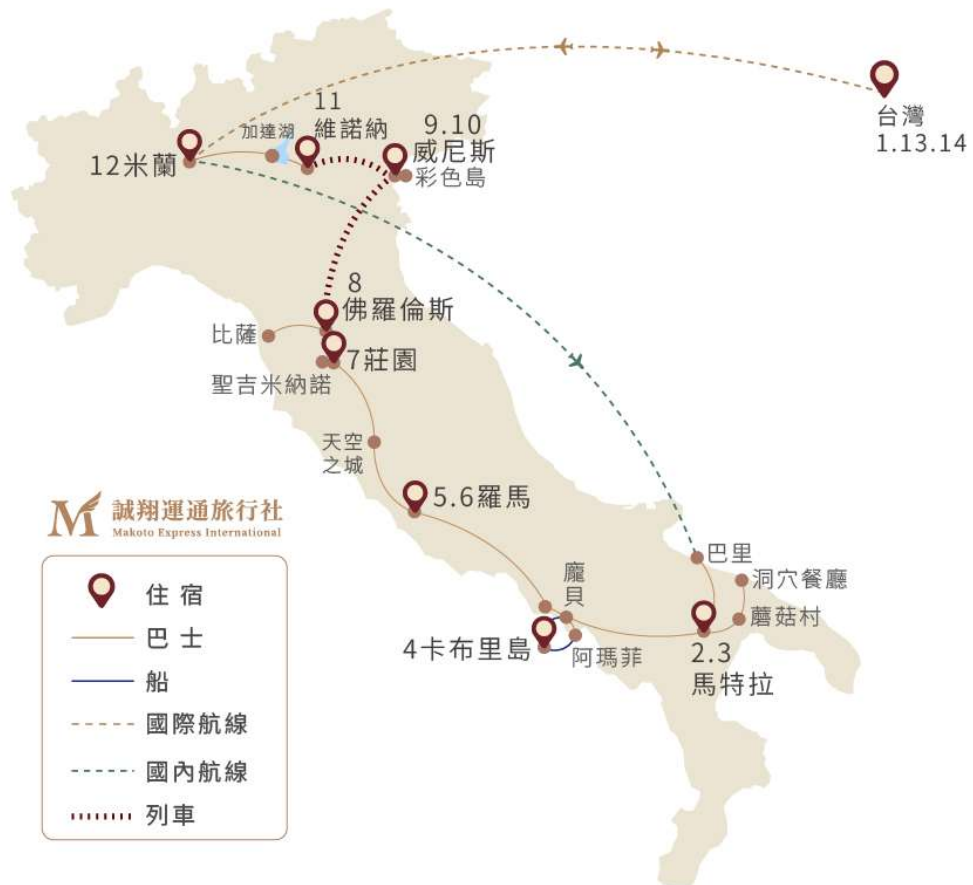 11
維諾納
加達湖
9.10
威尼斯
彩色島
12米蘭
台灣
1.13.14
8
佛羅倫斯
比薩
7莊園
聖吉米納諾
天空
之城
5.6羅馬
巴里
洞穴餐廳
蘑菇村
龐
貝
4卡布里島
阿瑪菲
2.3
馬特拉
M
誠翔運通旅行社
Makoto Express International
住宿
巴士
船
國際航線
國內航線
列車